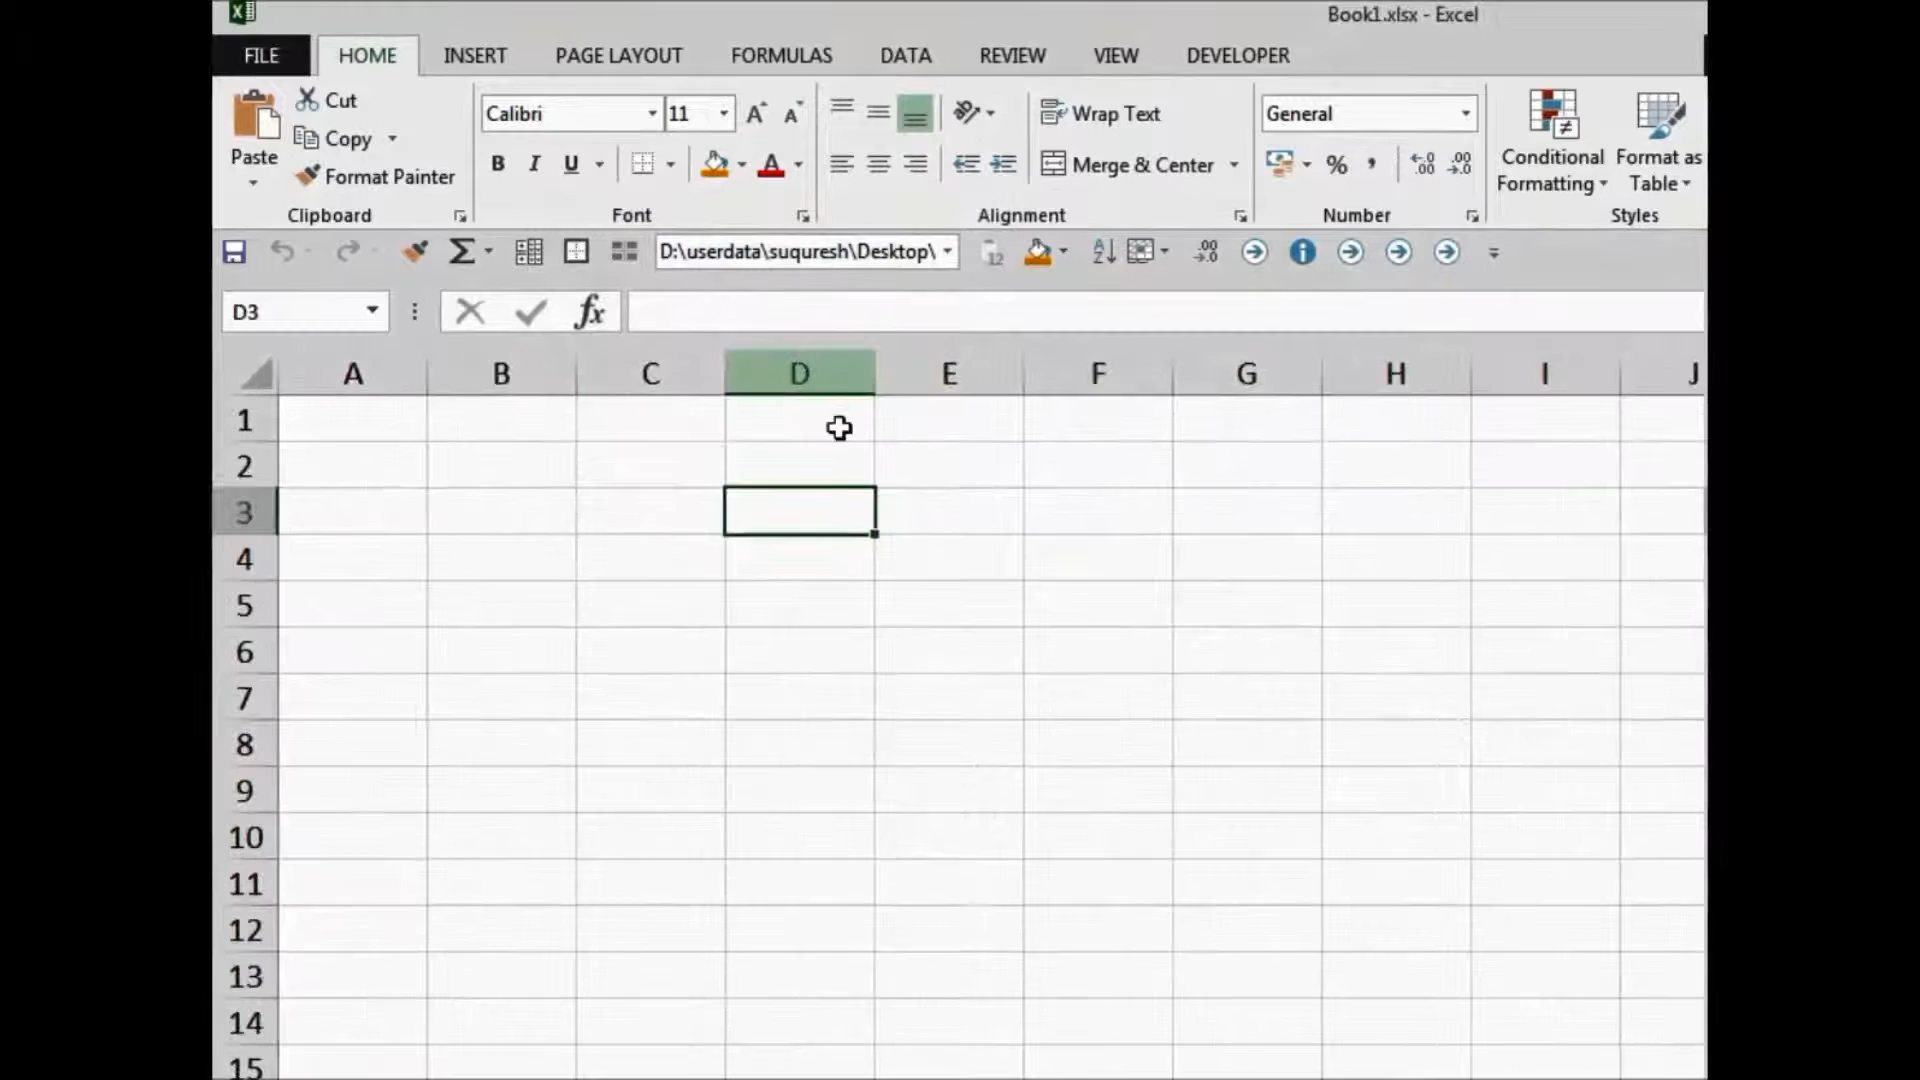 Book1.xlsx - Excel
FILE HOME INSERT PAGE LAYOUT FORMULAS DATA REVIEW VIEW DEVELOPER
Paste
Cut
Copy
Format Painter
Clipboard
Calibri 11
B I U
Font
Wrap Text
Merge & Center
Alignment
General
%
Number
Conditional Formatting
Format as Table
Styles
D:\userdata\suquresh\Desktop\
D3
fx
A B C D E F G H I J
1
2
3
4
5
6
7
8
9
10
11
12
13
14
15